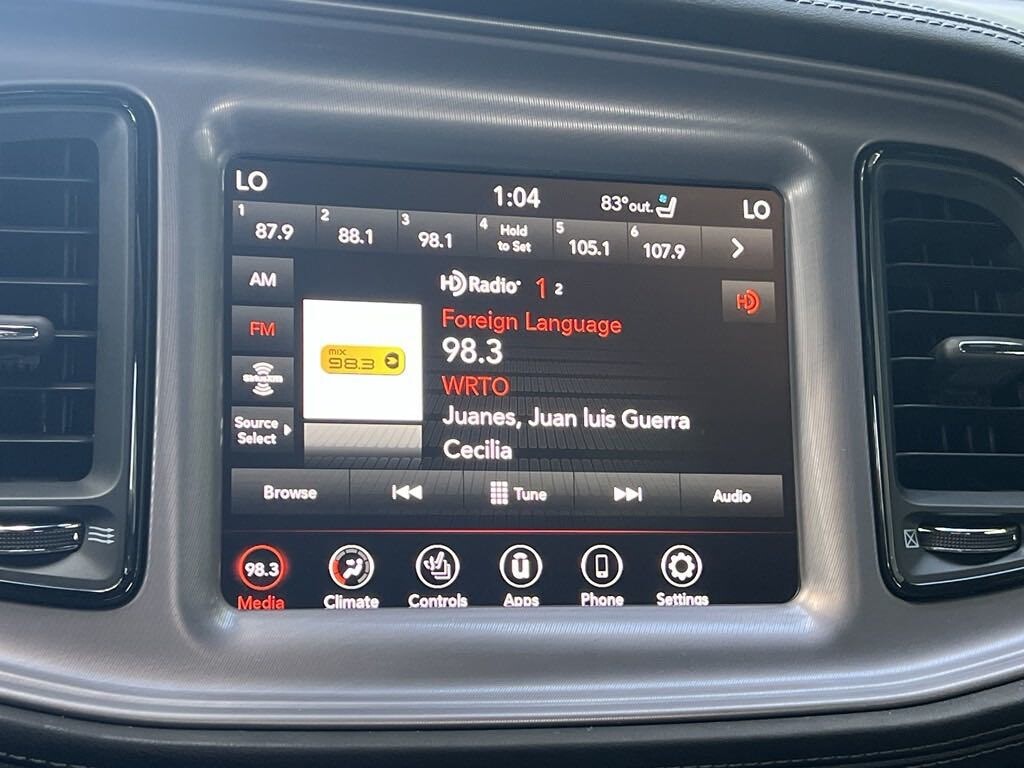 LO
1:04
83°out.
LO
1
87.9
2
88.1
3
98.1
4
Hold
to Set
5
105.1
6
107.9
AM
FM
SiriusXM
Source
Select
mix
98.3
HD Radio 1 2
HD
Foreign Language
98.3
WRTO
Juanes, Juan luis Guerra
Cecilia
Browse
Tune
Audio
98.3
Media
Climate
Controls
Apps
Phone
Settings